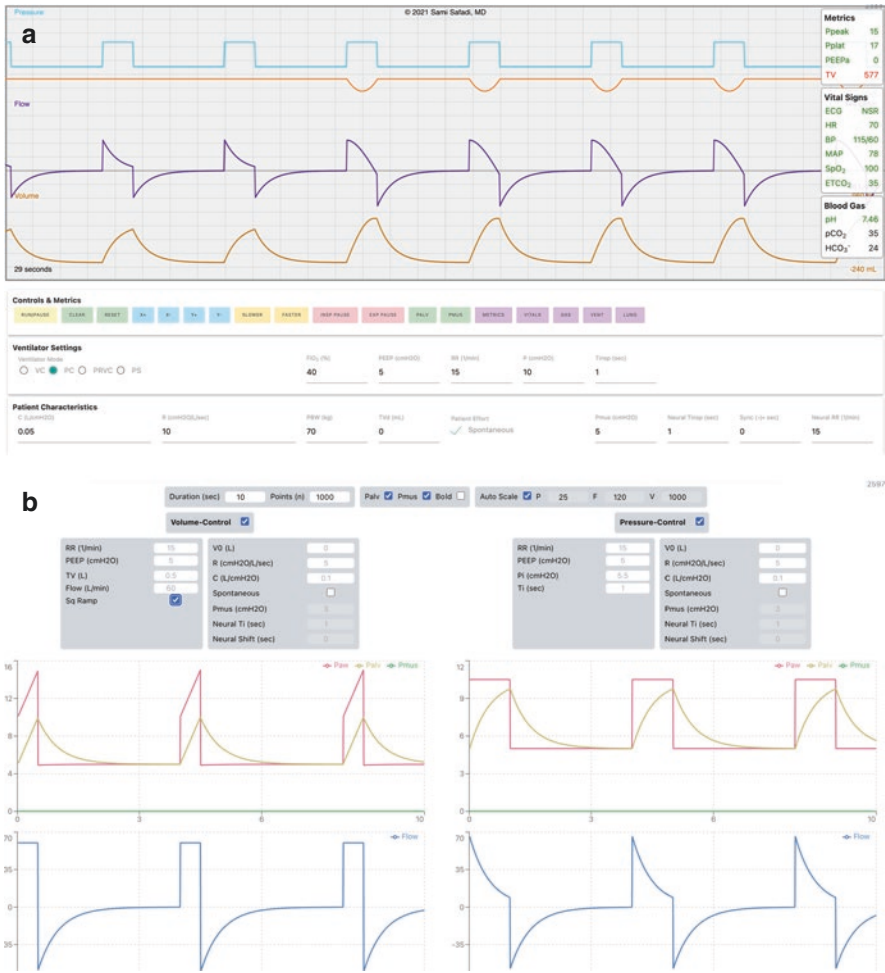 a
Pressure
© 2021 Sami Safadi, MD
Metrics
Ppeak 15
Pplat 17
PEEPa 0
TV 577
Flow
Vital Signs
ECG NSR
HR 70
BP 115/60
MAP 78
SpO₂ 100
ETCO₂ 35
Volume
Blood Gas
pH 7.46
pCO₂ 35
HCO₃⁻ 24
29 seconds
-240 mL
Controls & Metrics
RUN/PAUSE CLEAR RESET X+ X- Y+ Y- SLOWER FASTER INSP PAUSE EXP PAUSE PALV PMUS METRICS VITALS GAS VENT LUNG
Ventilator Settings
Ventilator Mode FiO₂ (%) PEEP (cmH2O) RR (1/min) P (cmH2O) Tinsp (sec)
VC PC PRVC PS 40 5 15 10 1
Patient Characteristics
C (L/cmH2O) R (cmH2O/L/sec) PBW (kg) Patient Effort Pmus (cmH2O) Neural Tinsp (sec) Neural RR (1/min)
0.05 10 70 0 Spontaneous 5 1 0 15
b
2597
Duration (sec) 10 Points (n) 1000 Palv Pmus Bold Auto Scale P 25 F 120 V 1000
Volume-Control Pressure-Control
RR (1/min) 15 V0 (L) 0 RR (1/min) 15 V0 (L) 0
PEEP (cmH2O) 5 R (cmH2O/L/sec) 5 PEEP (cmH2O) 5 R (cmH2O/L/sec) 5
TV (L) 0.5 C (L/cmH2O) 0.1 Pi (cmH2O) 5.5 C (L/cmH2O) 0.1
Flow (L/min) 60 Spontaneous Ti (sec) 1 Spontaneous
Sq Ramp Pmus (cmH2O) 5 Pmus (cmH2O) 5
Neural Ti (sec) 1 Neural Ti (sec) 1
Neural Shift (sec) 0 Neural Shift (sec) 0
16 Paw Palv Pmus 12 Paw Palv Pmus
12 9
8 6
4 3
0 0
0 3 6 10 0 3 6 10
70 Flow 70 Flow
35 35
0 0
35 -35